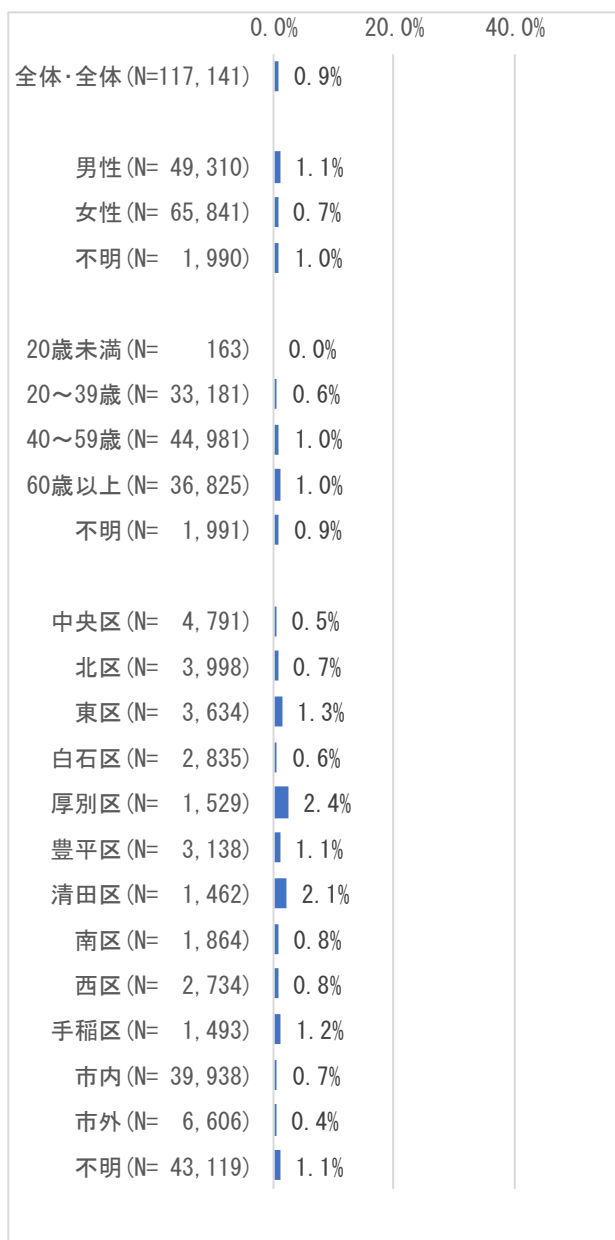 0.0% 20.0% 40.0%
全体・全体(N=117,141) 0.9%
男性(N= 49,310) 1.1%
女性(N= 65,841) 0.7%
不明(N= 1,990) 1.0%
20歳未満(N= 163) 0.0%
20～39歳(N= 33,181) 0.6%
40～59歳(N= 44,981) 1.0%
60歳以上(N= 36,825) 1.0%
不明(N= 1,991) 0.9%
中央区(N= 4,791) 0.5%
北区(N= 3,998) 0.7%
東区(N= 3,634) 1.3%
白石区(N= 2,835) 0.6%
厚別区(N= 1,529) 2.4%
豊平区(N= 3,138) 1.1%
清田区(N= 1,462) 2.1%
南区(N= 1,864) 0.8%
西区(N= 2,734) 0.8%
手稲区(N= 1,493) 1.2%
市内(N= 39,938) 0.7%
市外(N= 6,606) 0.4%
不明(N= 43,119) 1.1%